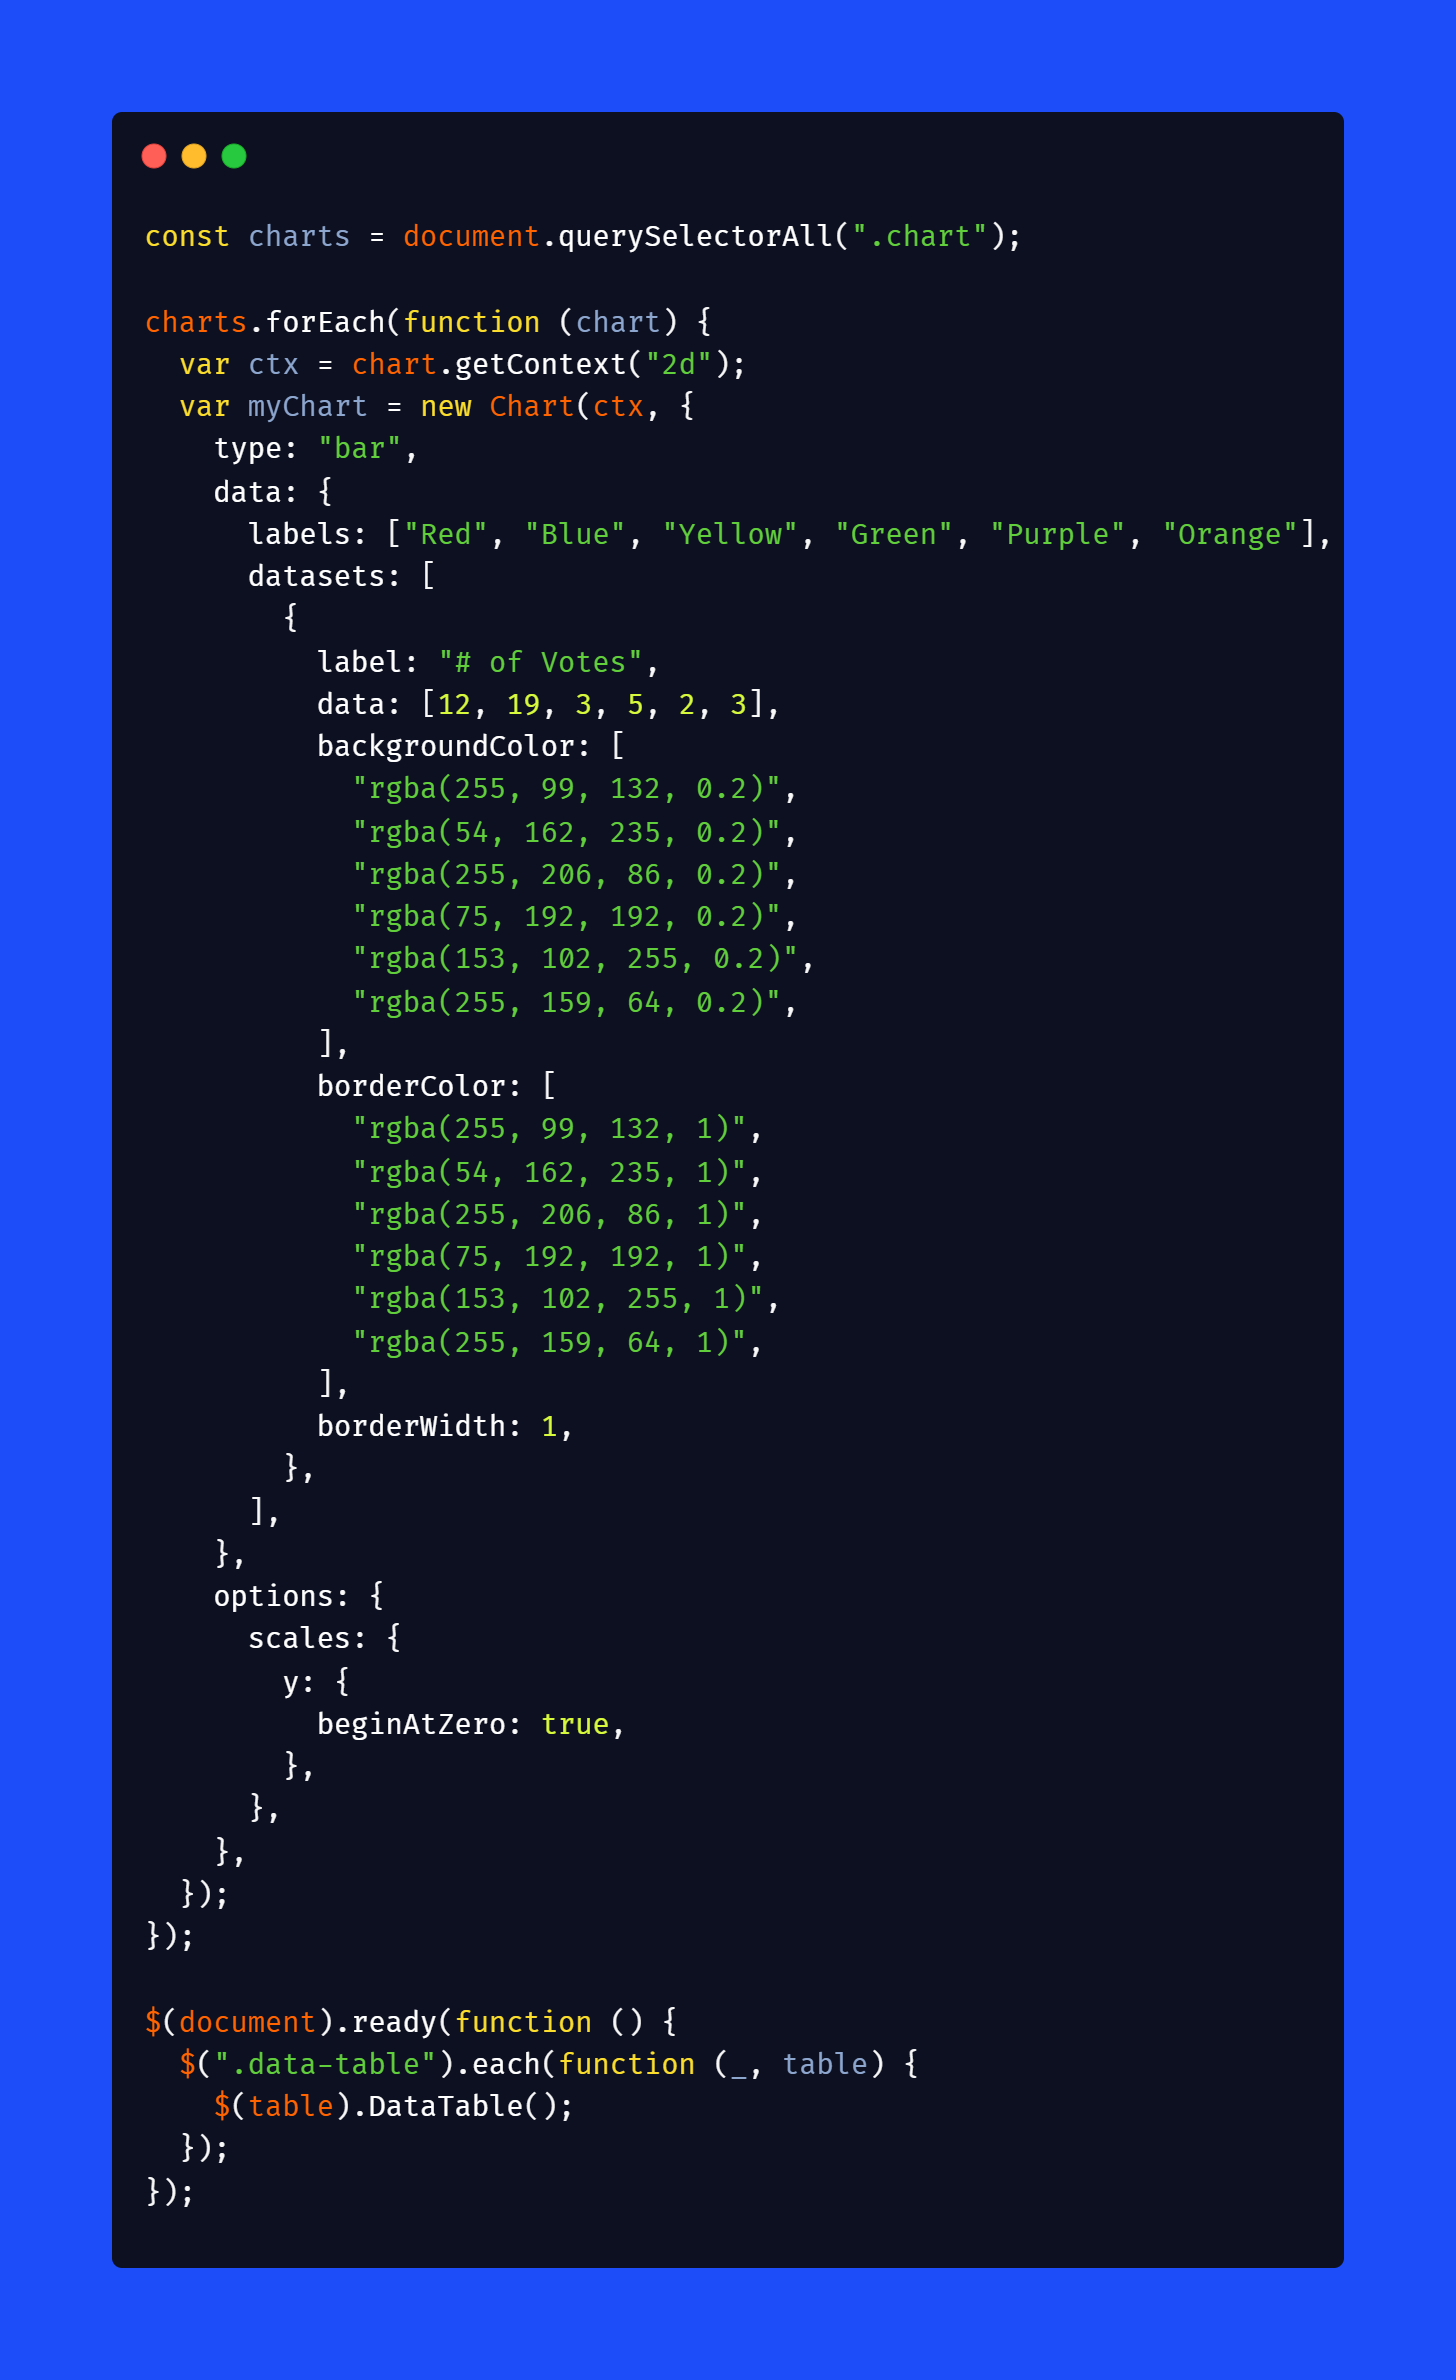 const charts = document.querySelectorAll(".chart");

charts.forEach(function (chart) {
  var ctx = chart.getContext("2d");
  var myChart = new Chart(ctx, {
    type: "bar",
    data: {
      labels: ["Red", "Blue", "Yellow", "Green", "Purple", "Orange"],
      datasets: [
        {
          label: "# of Votes",
          data: [12, 19, 3, 5, 2, 3],
          backgroundColor: [
            "rgba(255, 99, 132, 0.2)",
            "rgba(54, 162, 235, 0.2)",
            "rgba(255, 206, 86, 0.2)",
            "rgba(75, 192, 192, 0.2)",
            "rgba(153, 102, 255, 0.2)",
            "rgba(255, 159, 64, 0.2)",
          ],
          borderColor: [
            "rgba(255, 99, 132, 1)",
            "rgba(54, 162, 235, 1)",
            "rgba(255, 206, 86, 1)",
            "rgba(75, 192, 192, 1)",
            "rgba(153, 102, 255, 1)",
            "rgba(255, 159, 64, 1)",
          ],
          borderWidth: 1,
        },
      ],
    },
    options: {
      scales: {
        y: {
          beginAtZero: true,
        },
      },
    },
  });
});

$(document).ready(function () {
  $(".data-table").each(function (_, table) {
    $(table).DataTable();
  });
});